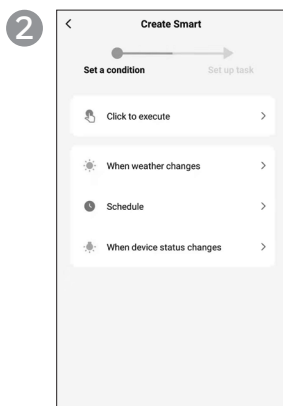 2
Create Smart
Set a condition Set up task
Click to execute
When weather changes
Schedule
When device status changes